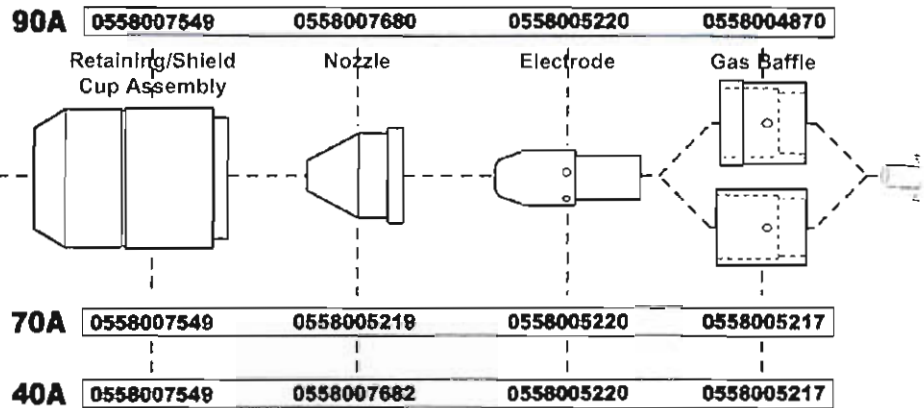 90A 0558007549 0558007680 0558005220 0558004870
Retaining/Shield Nozzle Electrode Gas Baffle
Cup Assembly
70A 0558007549 0558005219 0558005220 0558005217
40A 0558007549 0558007682 0558005220 0558005217